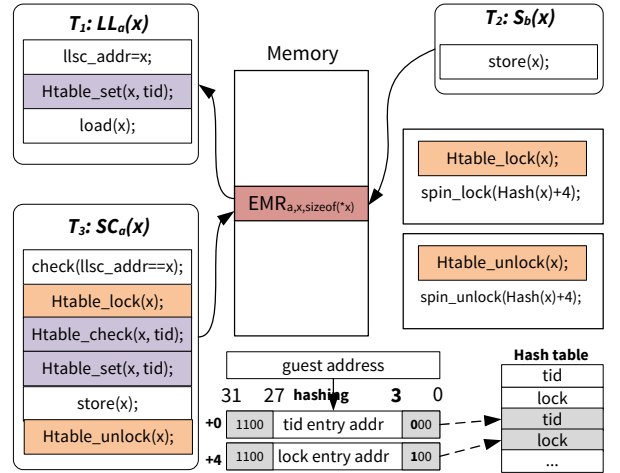 T₁: LLₐ(x)
llsc_addr=x;
Htable_set(x, tid);
load(x);
Memory
EMRa,x,sizeof(*x)
T₂: S_b(x)
store(x);
Htable_lock(x);
spin_lock(Hash(x)+4);
Htable_unlock(x);
spin_unlock(Hash(x)+4);
T₃: SCₐ(x)
check(llsc_addr==x);
Htable_lock(x);
Htable_check(x, tid);
Htable_set(x, tid);
store(x);
Htable_unlock(x);
guest address
31 27 hashing 3 0
+0 1100 tid entry addr 000
+4 1100 lock entry addr 100
Hash table
tid
lock
tid
lock
...